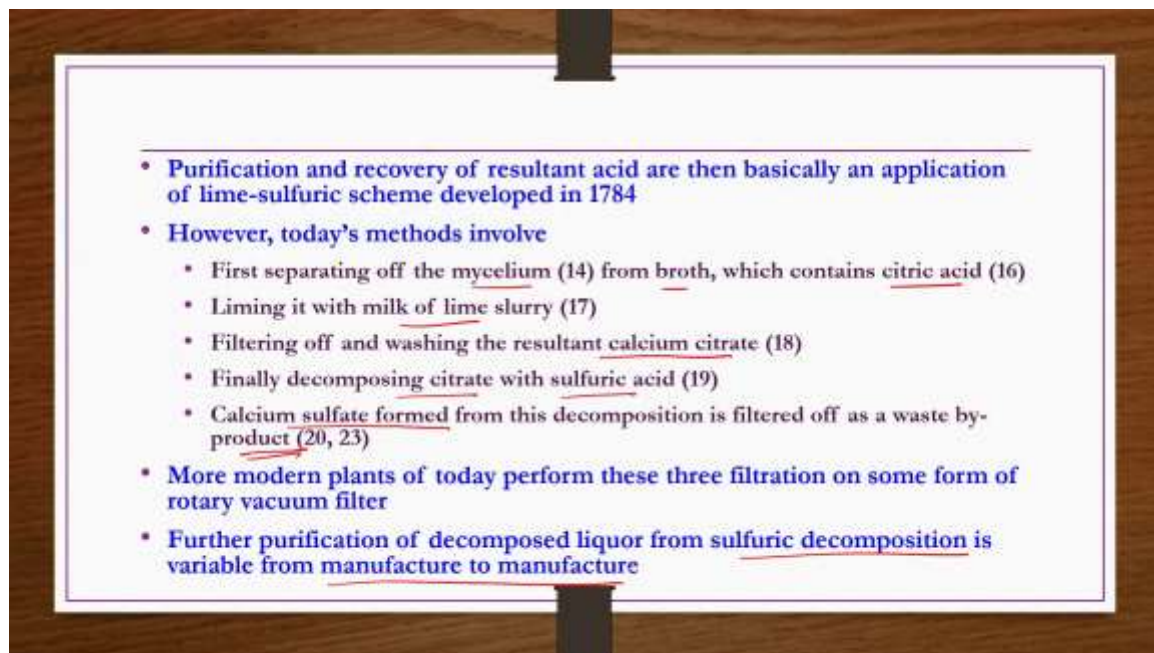 • Purification and recovery of resultant acid are then basically an application
of lime-sulfuric scheme developed in 1784
• However, today's methods involve
• First separating off the mycelium (14) from broth, which contains citric acid (16)
• Liming it with milk of lime slurry (17)
• Filtering off and washing the resultant calcium citrate (18)
• Finally decomposing citrate with sulfuric acid (19)
• Calcium sulfate formed from this decomposition is filtered off as a waste by-
product (20, 23)
• More modern plants of today perform these three filtration on some form of
rotary vacuum filter
• Further purification of decomposed liquor from sulfuric decomposition is
variable from manufacture to manufacture